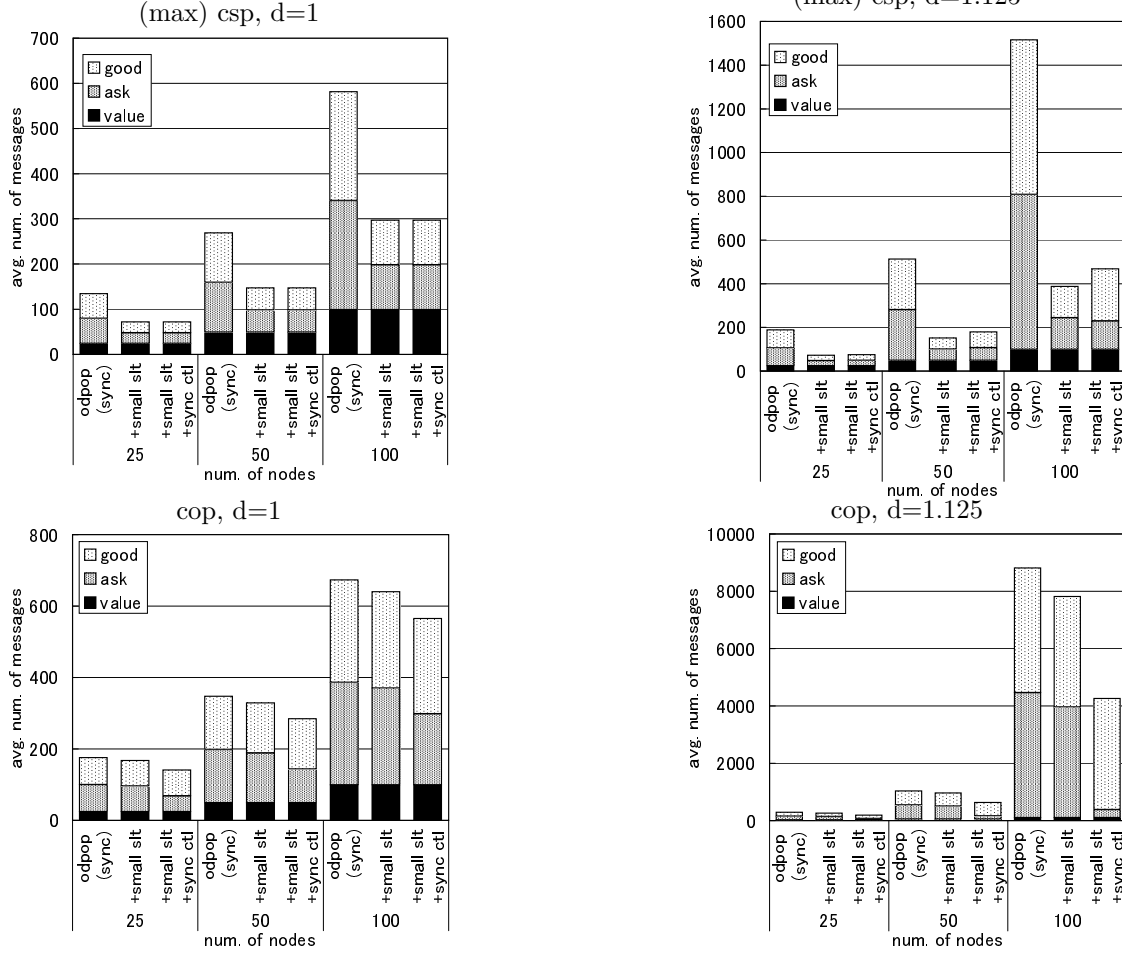 (max) csp, d=1
700
600
500
400
300
200
100
0
avg. num. of messages
good
ask
value
odpop (sync)
+small slt
+small slt +sync ctl
odpop (sync)
+small slt
+small slt +sync ctl
odpop (sync)
+small slt
+small slt +sync ctl
25 50 100
num. of nodes
(max) csp, d=1.125
1600
1400
1200
1000
800
600
400
200
0
avg. num. of messages
good
ask
value
odpop (sync)
+small slt
+small slt +sync ctl
odpop (sync)
+small slt
+small slt +sync ctl
odpop (sync)
+small slt
+small slt +sync ctl
25 50 100
num. of nodes
cop, d=1
800
600
400
200
0
avg. num. of messages
good
ask
value
odpop (sync)
+small slt
+small slt +sync ctl
odpop (sync)
+small slt
+small slt +sync ctl
odpop (sync)
+small slt
+small slt +sync ctl
25 50 100
num. of nodes
cop, d=1.125
10000
8000
6000
4000
2000
0
avg. num. of messages
good
ask
value
odpop (sync)
+small slt
+small slt +sync ctl
odpop (sync)
+small slt
+small slt +sync ctl
odpop (sync)
+small slt
+small slt +sync ctl
25 50 100
num. of nodes